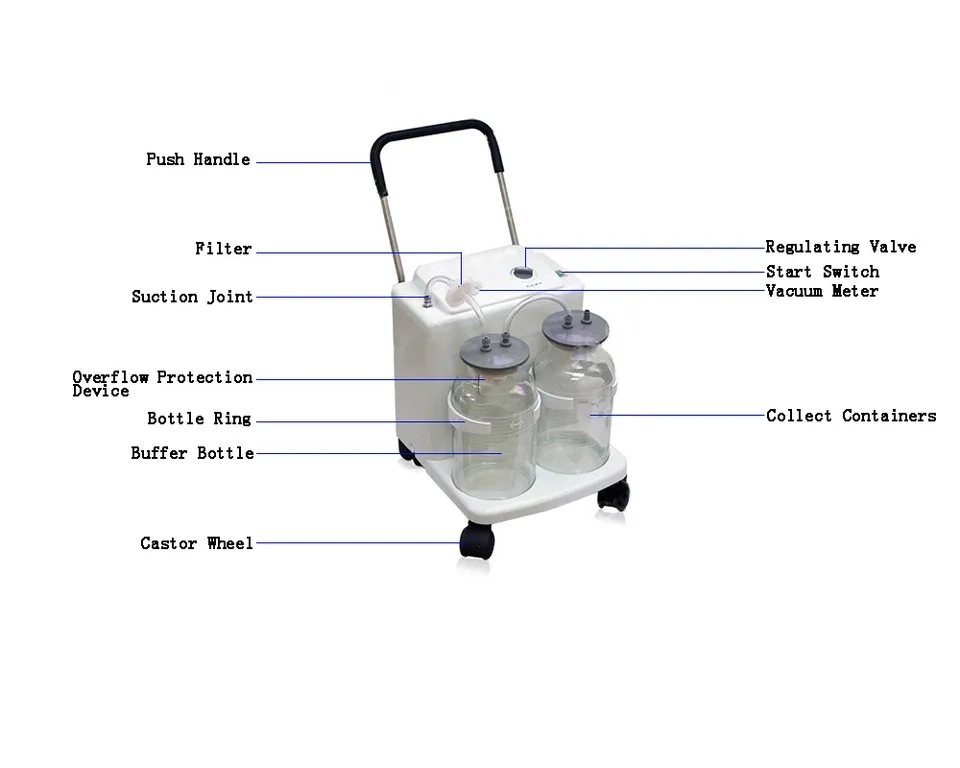 Push Handle
Filter
Suction Joint
Overflow Protection
Device
Bottle Ring
Buffer Bottle
Castor Wheel
Regulating Valve
Start Switch
Vacuum Meter
Collect Containers